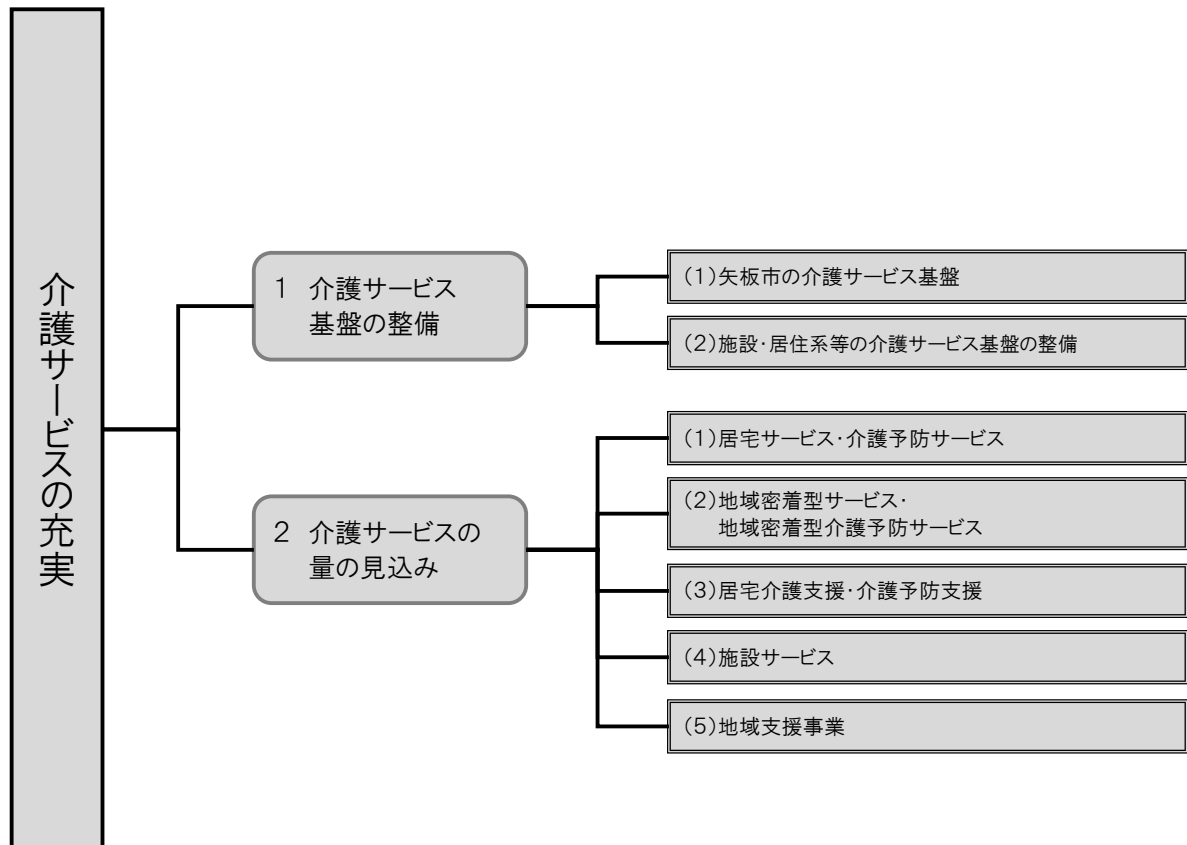 介護サービスの充実
1 介護サービス
基盤の整備
(1)矢板市の介護サービス基盤
(2)施設・居住系等の介護サービス基盤の整備
2 介護サービスの
量の見込み
(1)居宅サービス・介護予防サービス
(2)地域密着型サービス・
地域密着型介護予防サービス
(3)居宅介護支援・介護予防支援
(4)施設サービス
(5)地域支援事業